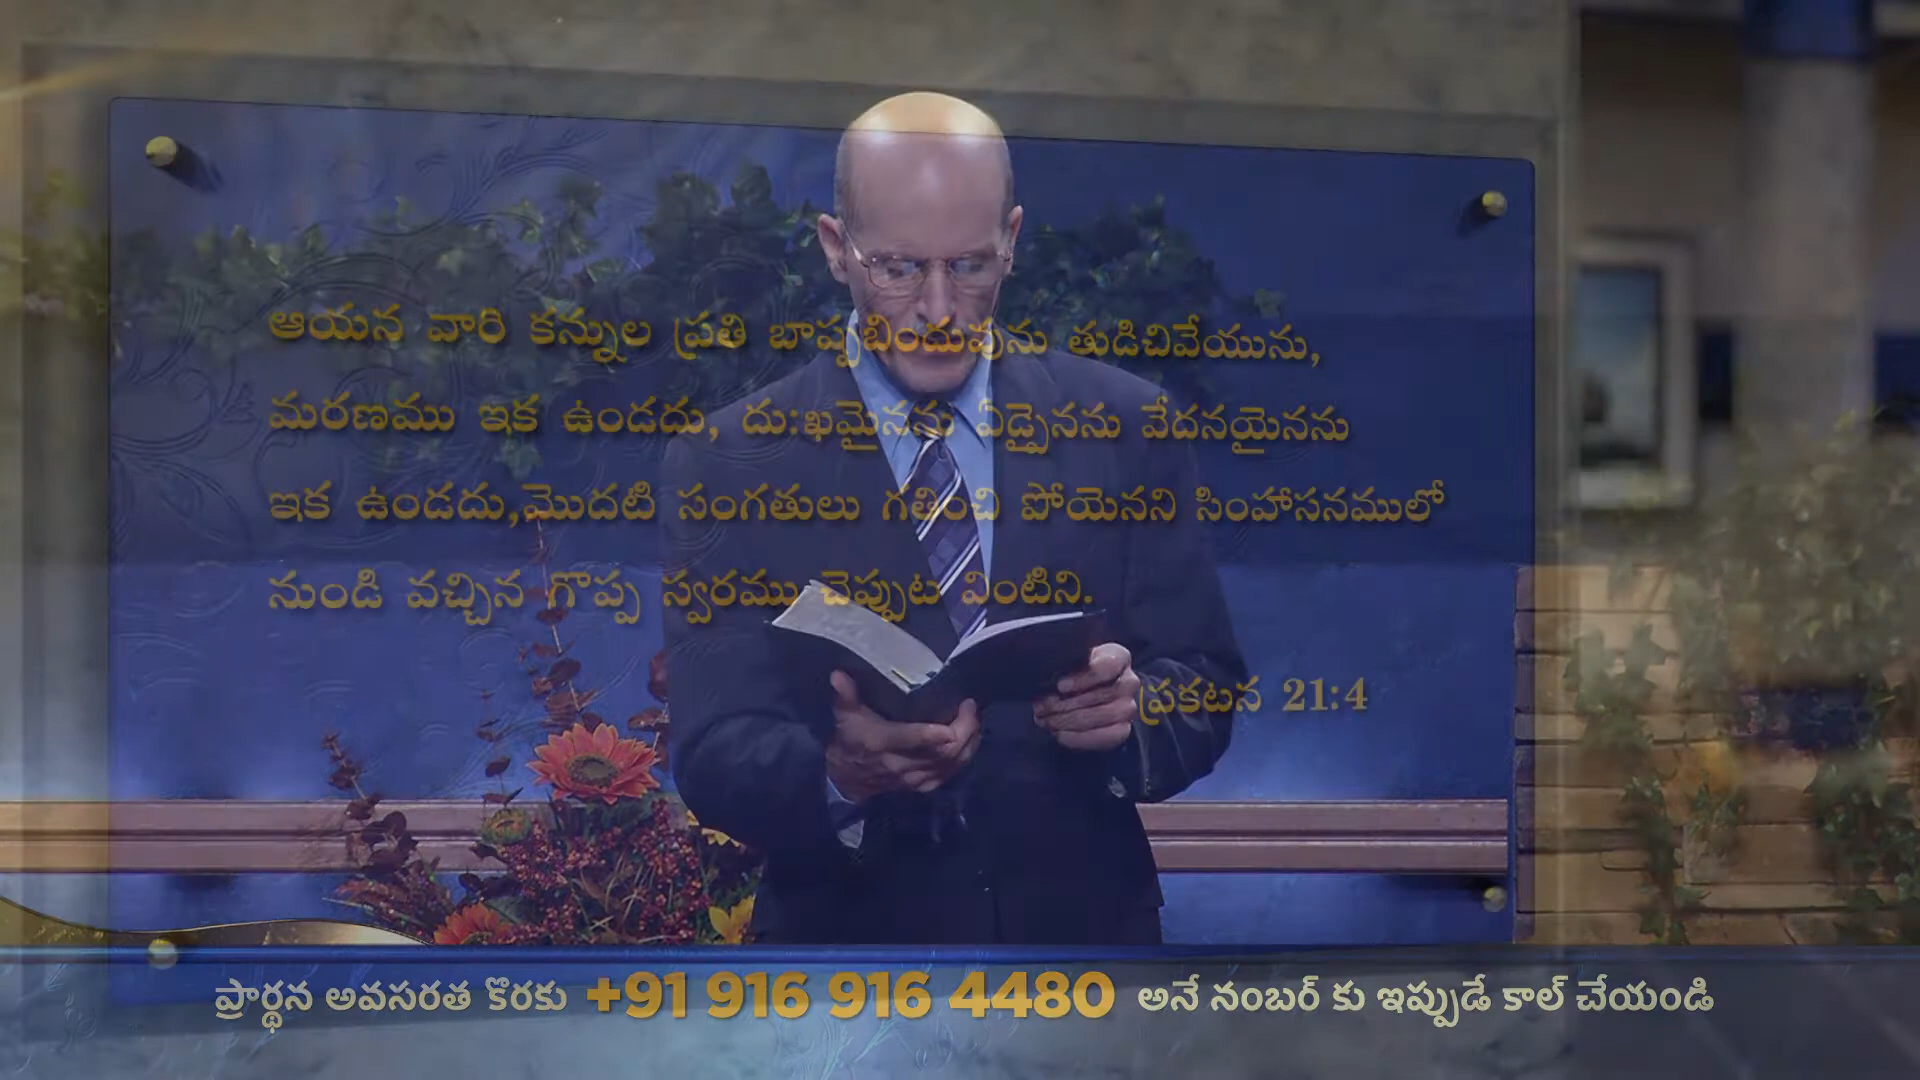 ఆయన వారి కన్నుల ప్రతి బాష్పబిందువును తుడిచివేయును,
మరణము ఇక ఉండదు, దు:ఖమైనను ఏడ్పైనను వేదనయైనను
ఇక ఉండదు,మొదటి సంగతులు గతించి పోయెనని సింహాసనములో
నుండి వచ్చిన గొప్ప స్వరము చెప్పుట వింటిని.
ప్రకటన 21:4
ప్రార్థన అవసరత కొరకు +91 916 916 4480 అనే నంబర్ కు ఇప్పుడే కాల్ చేయండి